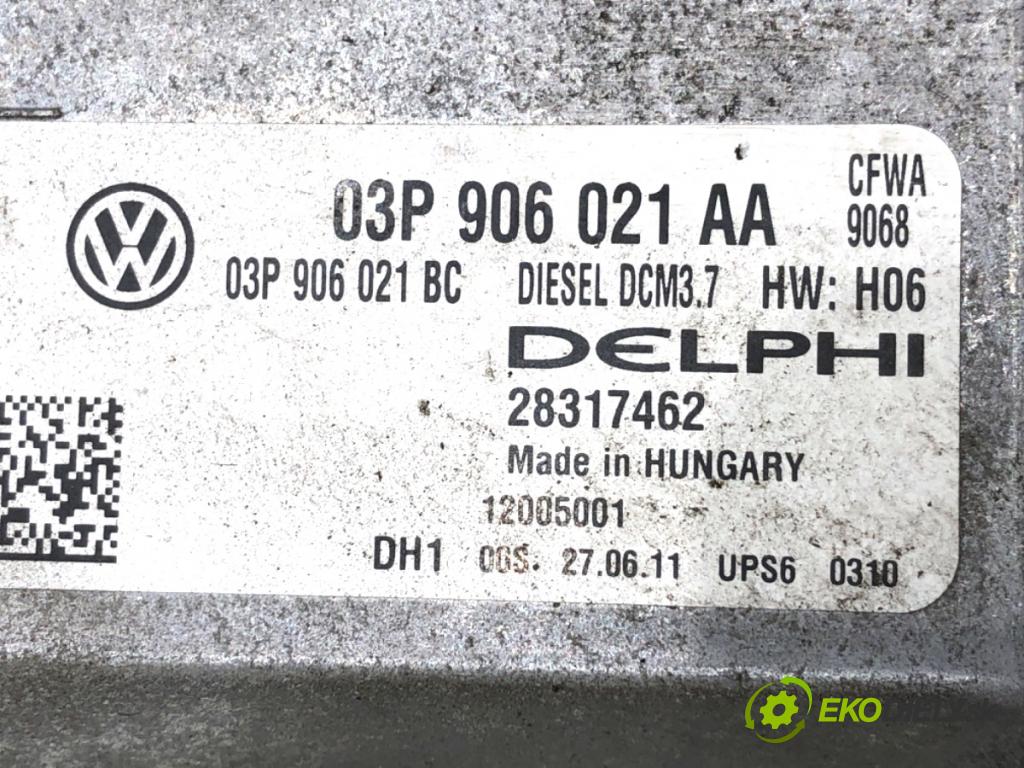 03P 906 021 AA CFWA
9068
03P 906 021 BC DIESEL DCM3.7 HW: H06
DELPHI
28317462
Made in HUNGARY
12005001
DH1 00S. 27.06.11 UPS6 0310
EKO